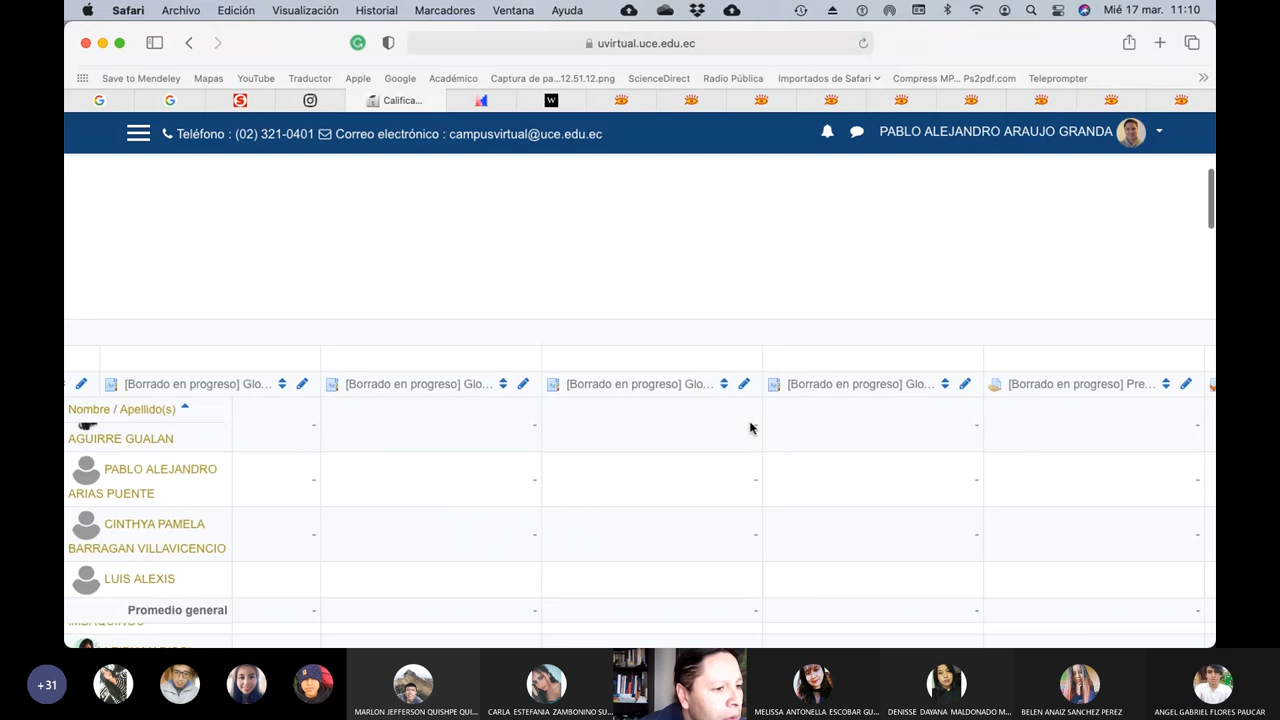 Safari Archivo Edición Visualización Historial Marcadores Ventana Ayuda Mié 17 mar. 11:10
uvirtual.uce.edu.ec
Save to Mendeley Mapas YouTube Traductor Apple Google Académico Captura de pa...12.51.12.png ScienceDirect Radio Pública Importados de Safari Compress MP... Ps2pdf.com Teleprompter
Califica...
Teléfono : (02) 321-0401 Correo electrónico : campusvirtual@uce.edu.ec PABLO ALEJANDRO ARAUJO GRANDA
[Borrado en progreso] Glo... [Borrado en progreso] Glo... [Borrado en progreso] Glo... [Borrado en progreso] Glo... [Borrado en progreso] Pre...
Nombre / Apellido(s)
AGUIRRE GUALAN - - - - -
PABLO ALEJANDRO
ARIAS PUENTE - - - - -
CINTHYA PAMELA
BARRAGAN VILLAVICENCIO - - - - -
LUIS ALEXIS
Promedio general - - - - -
+31
MARLON JEFFERSON QUISHPE QUI... CARLA ESTEFANIA ZAMBONINO SU... MELISSA ANTONELLA ESCOBAR GU... DENISSE DAYANA MALDONADO M... BELEN ANAIZ SANCHEZ PEREZ ANGEL GABRIEL FLORES PAUCAR